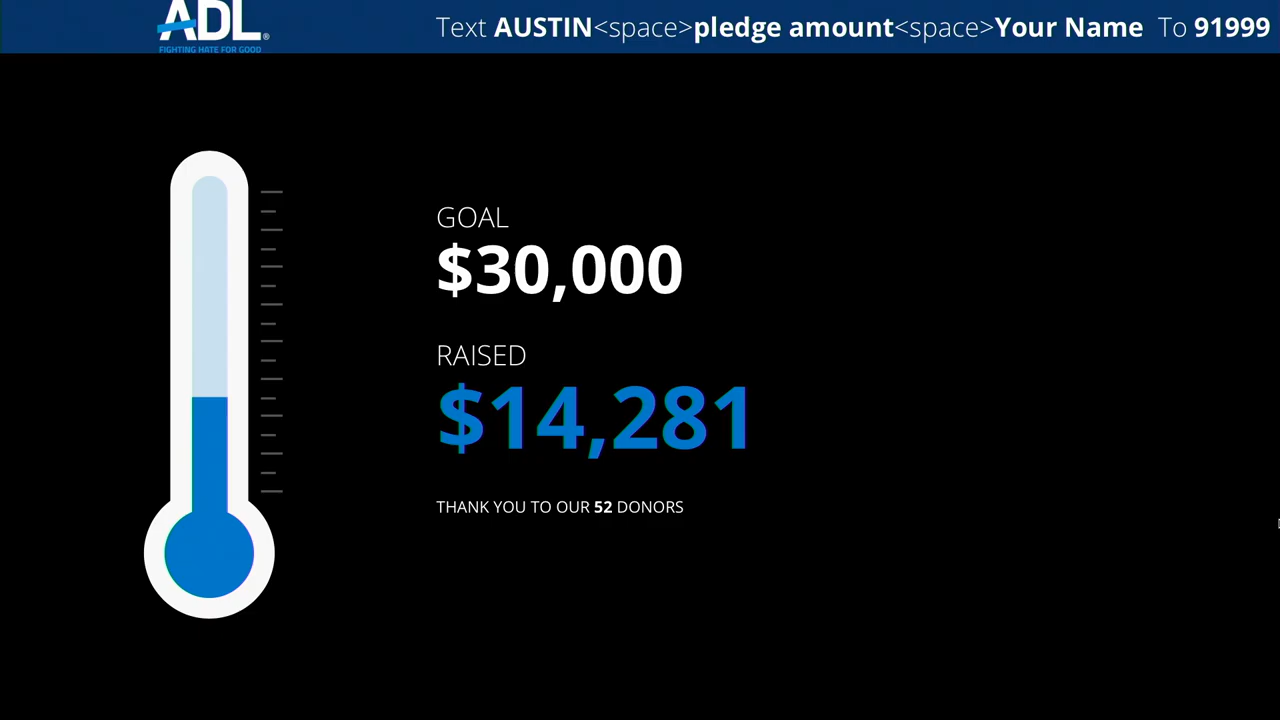 ADL®
FIGHTING HATE FOR GOOD
Text AUSTIN<space>pledge amount<space>Your Name To 91999
GOAL
$30,000
RAISED
$14,281
THANK YOU TO OUR 52 DONORS